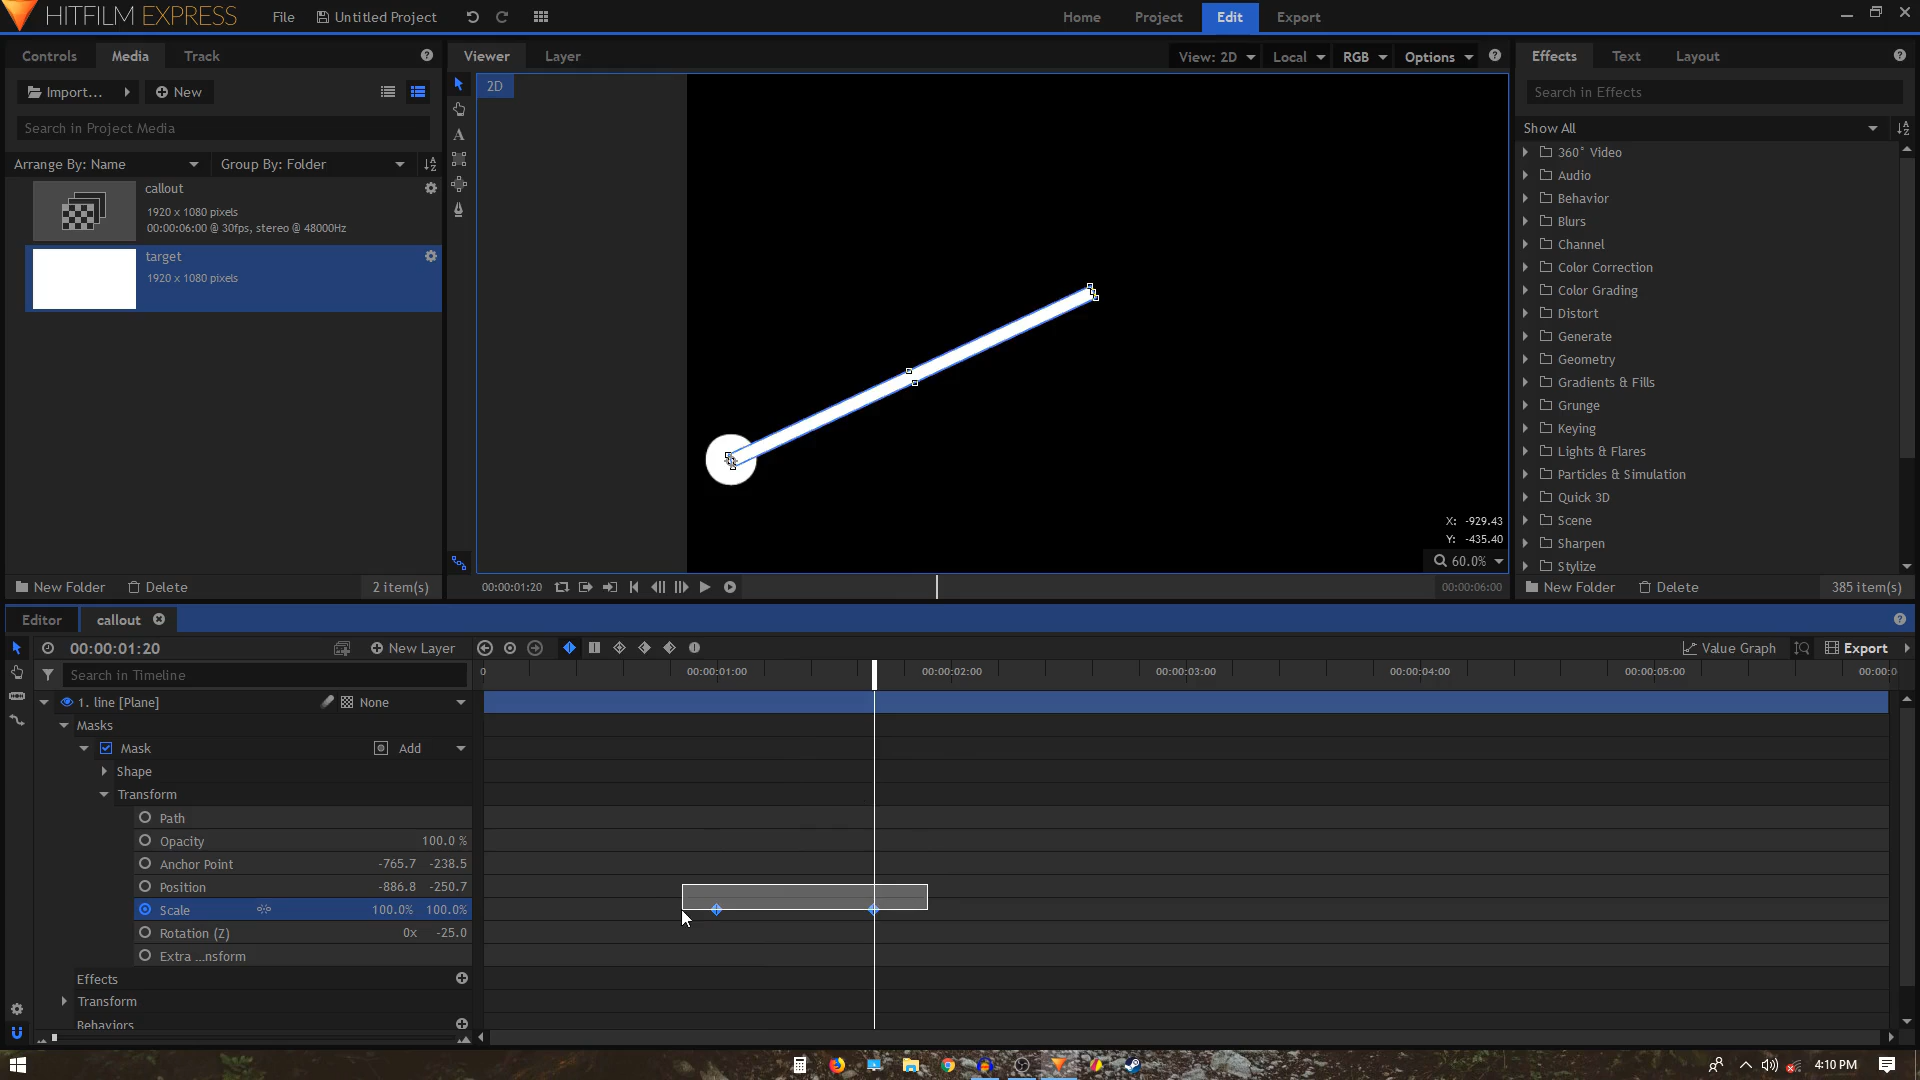 HITFILM EXPRESS
File
Untitled Project
Home
Project
Edit
Export
Controls
Media
Track
Viewer
Layer
View: 2D
Local
RGB
Options
Effects
Text
Layout
Import...
New
2D
A
Search in Effects
Search in Project Media
Show All
Arrange By: Name
Group By: Folder
callout
1920 x 1080 pixels
00:00:06:00 @ 30fps, stereo @ 48000Hz
target
1920 x 1080 pixels
360° Video
Audio
Behavior
Blurs
Channel
Color Correction
Color Grading
Distort
Generate
Geometry
Gradients & Fills
Grunge
Keying
Lights & Flares
Particles & Simulation
Quick 3D
Scene
Sharpen
Stylize
X: -929.43
Y: -435.40
60.0%
New Folder
Delete
2 item(s)
00:00:01:20
00:00:06:00
New Folder
Delete
385 item(s)
Editor
callout
00:00:01:20
New Layer
Value Graph
Export
Search in Timeline
0
00:00:01:00
00:00:02:00
00:00:03:00
00:00:04:00
00:00:05:00
00:00:0
1. line [Plane]
None
Masks
Mask
Add
Shape
Transform
Path
Opacity
100.0 %
Anchor Point
-765.7 -238.5
Position
-886.8 -250.7
Scale
100.0% 100.0%
Rotation (Z)
0x -25.0
Extra ...nsform
Effects
Transform
Behaviors
4:10 PM